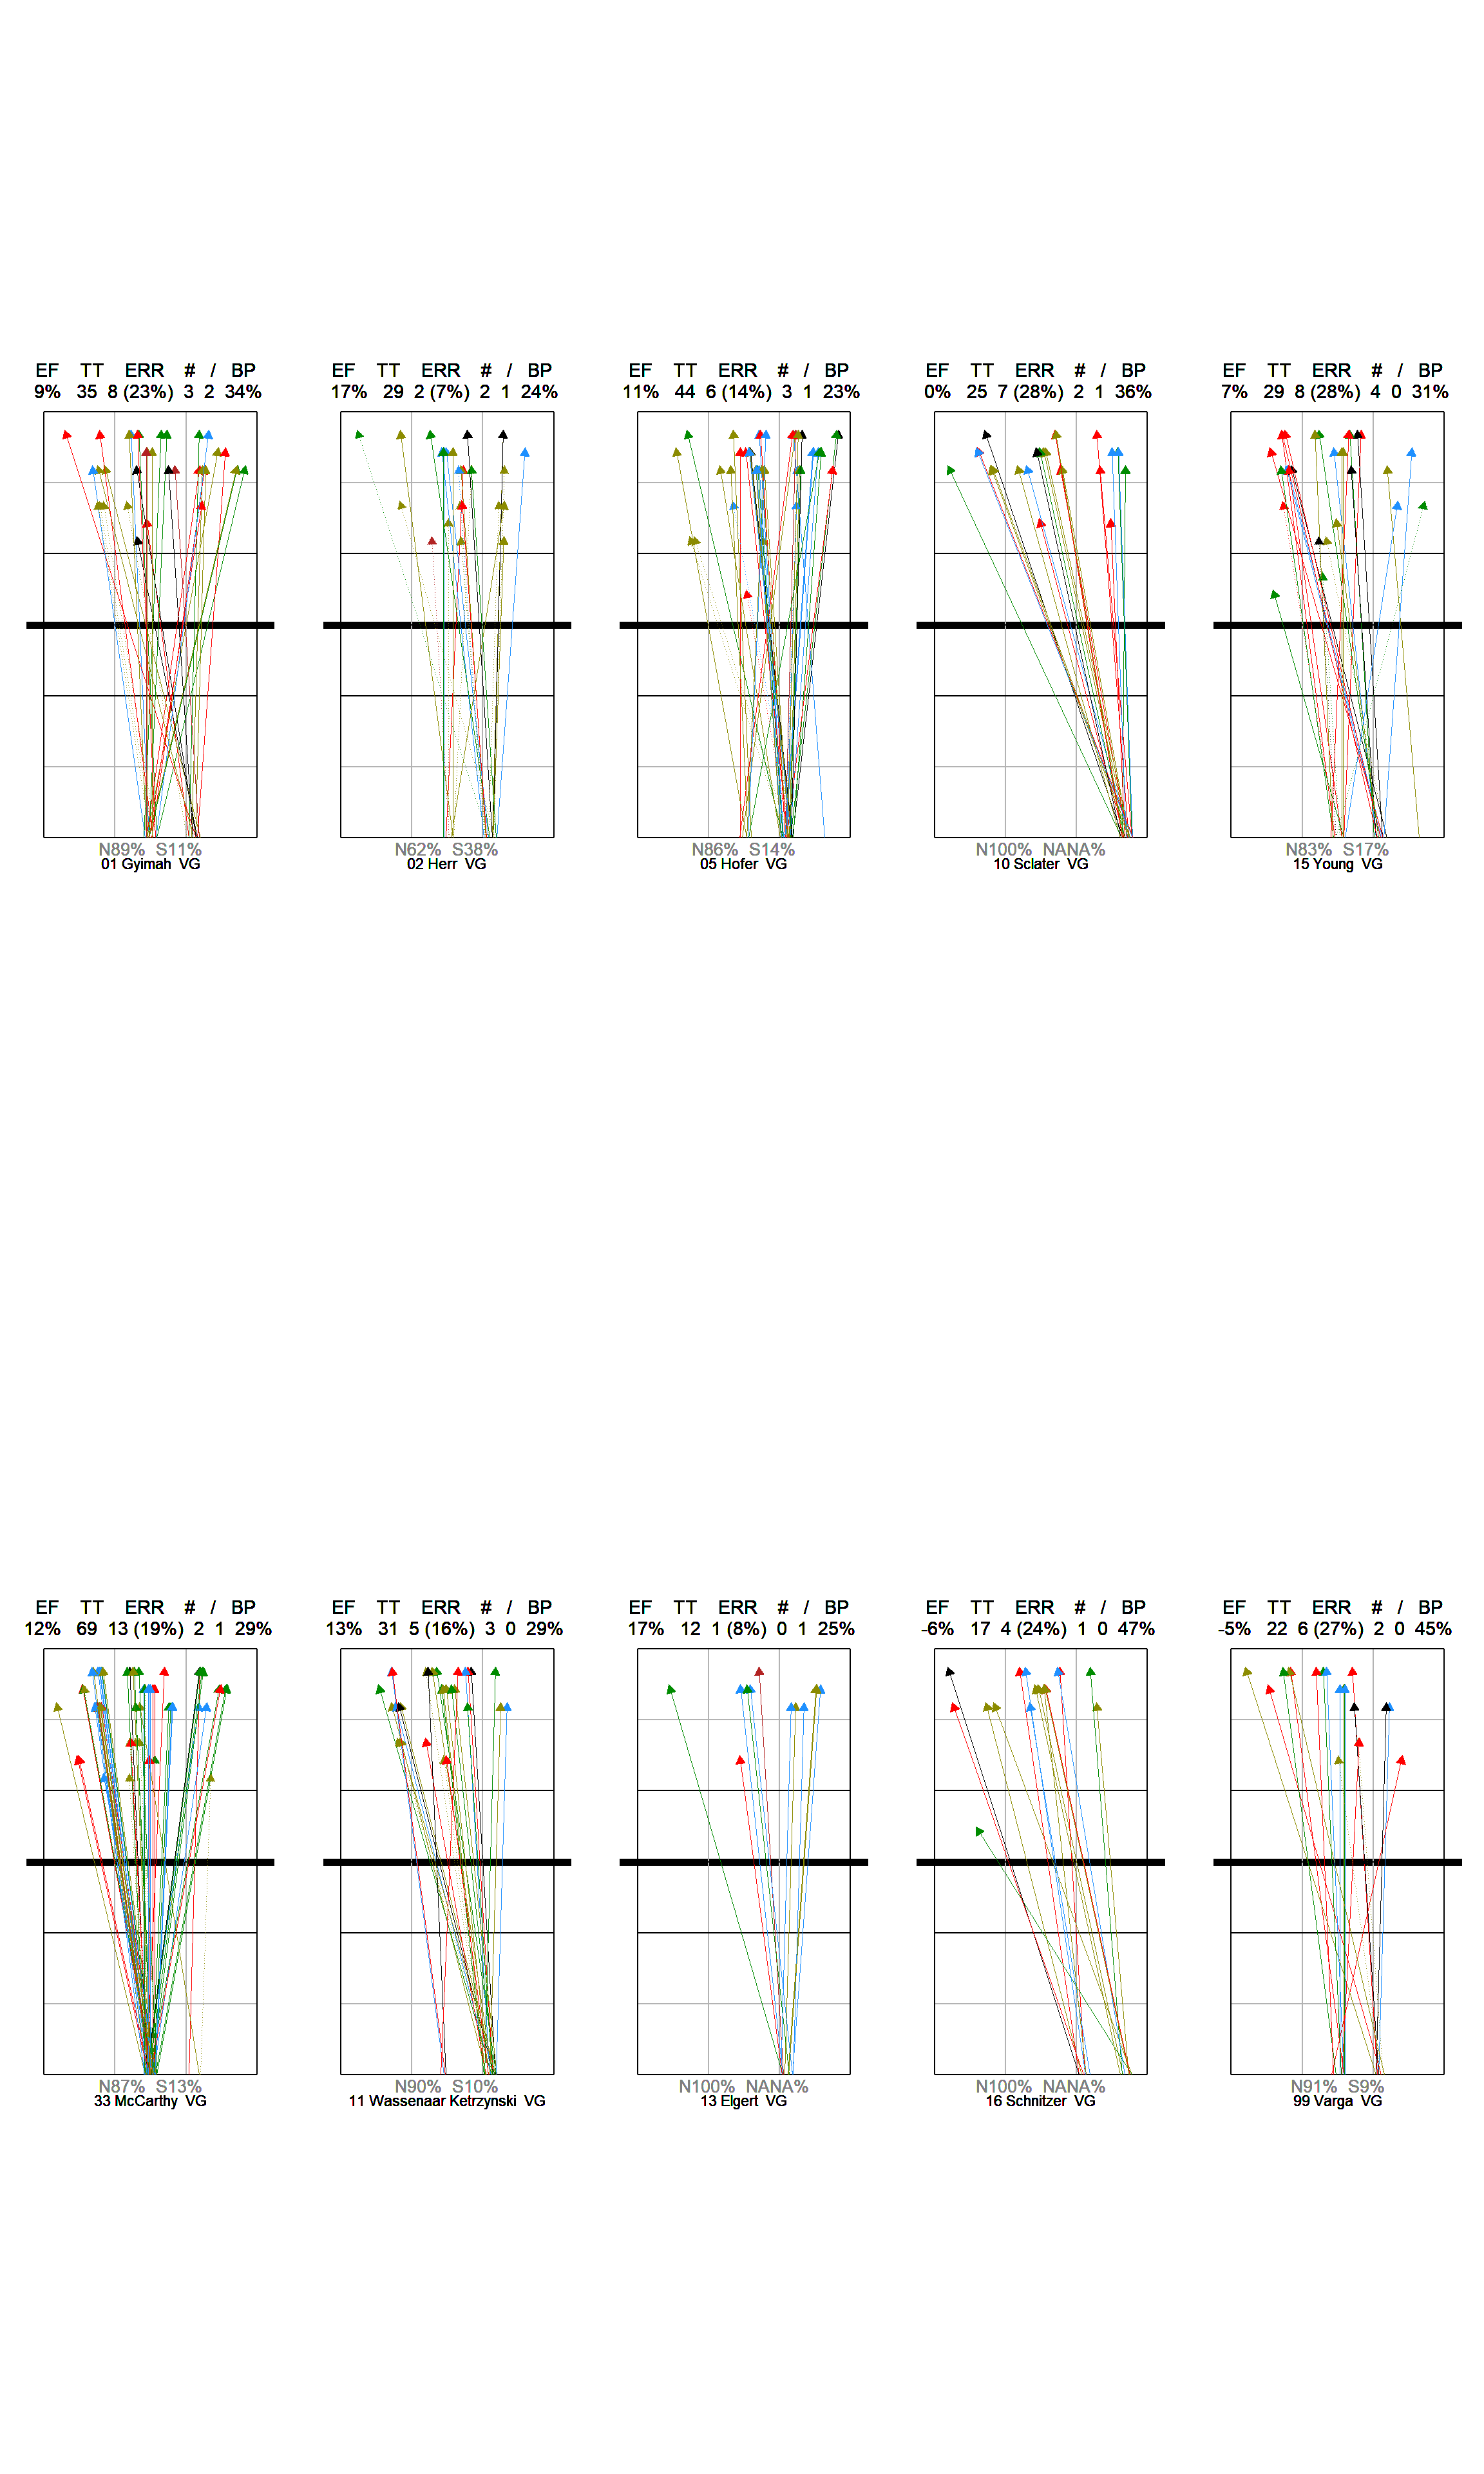 EF TT ERR # / BP EF TT ERR # / BP EF TT ERR # / BP EF TT ERR # / BP EF TT ERR # / BP
9% 35 8 (23%) 3 2 34% 17% 29 2 (7%) 2 1 24% 11% 44 6 (14%) 3 1 23% 0% 25 7 (28%) 2 1 36% 7% 29 8 (28%) 4 0 31%
N89% S11% N62% S38% N86% S14% N100% NANA% N83% S17%
01 Gyimah VG 02 Herr VG 05 Hofer VG 10 Sclater VG 15 Young VG
EF TT ERR # / BP EF TT ERR # / BP EF TT ERR # / BP EF TT ERR # / BP EF TT ERR # / BP
12% 69 13 (19%) 2 1 29% 13% 31 5 (16%) 3 0 29% 17% 12 1 (8%) 0 1 25% -6% 17 4 (24%) 1 0 47% -5% 22 6 (27%) 2 0 45%
N87% S13% N90% S10% N100% NANA% N100% NANA% N91% S9%
33 McCarthy VG 11 Wassenaar Ketrzynski VG 13 Elgert VG 16 Schnitzer VG 99 Varga VG